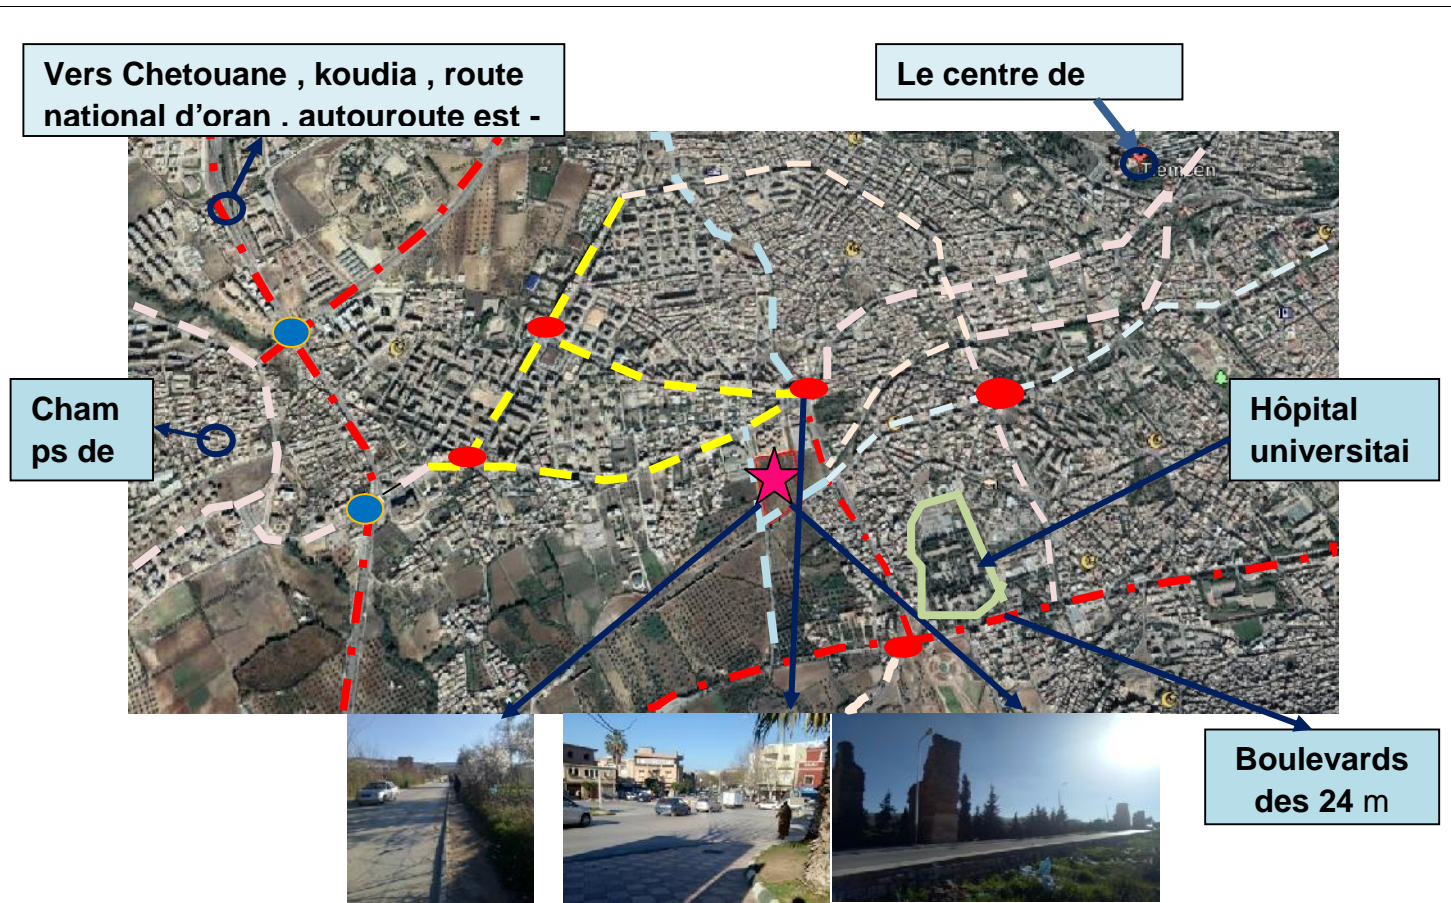 Vers Chetouane , koudia , route
national d'oran . autouroute est -
Le centre de
Tlemcen
Cham
ps de
Hôpital
universitai
Boulevards
des 24 m